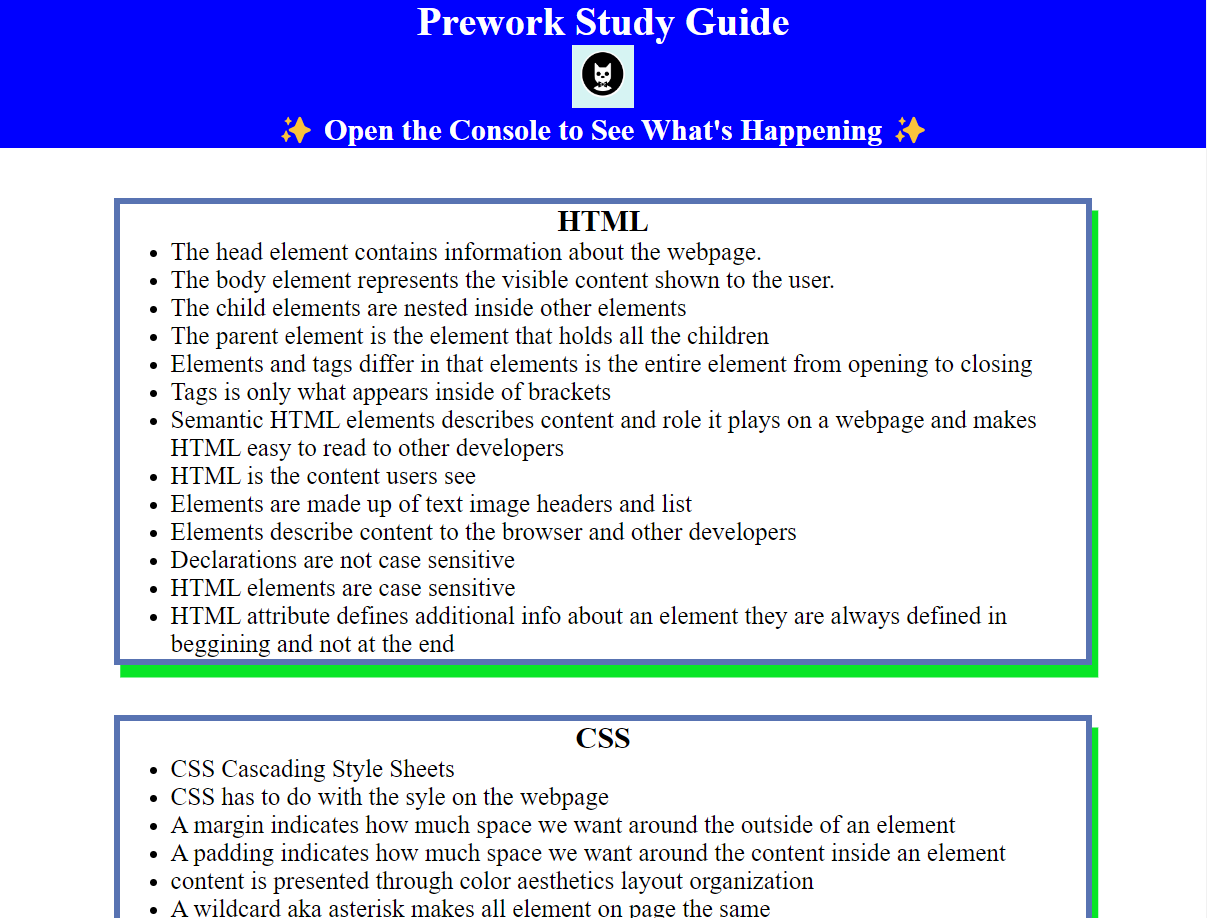 Prework Study Guide
✨ Open the Console to See What's Happening ✨
HTML
• The head element contains information about the webpage.
• The body element represents the visible content shown to the user.
• The child elements are nested inside other elements
• The parent element is the element that holds all the children
• Elements and tags differ in that elements is the entire element from opening to closing
• Tags is only what appears inside of brackets
• Semantic HTML elements describes content and role it plays on a webpage and makes
HTML easy to read to other developers
• HTML is the content users see
• Elements are made up of text image headers and list
• Elements describe content to the browser and other developers
• Declarations are not case sensitive
• HTML elements are case sensitive
• HTML attribute defines additional info about an element they are always defined in
beggining and not at the end
CSS
• CSS Cascading Style Sheets
• CSS has to do with the syle on the webpage
• A margin indicates how much space we want around the outside of an element
• A padding indicates how much space we want around the content inside an element
• content is presented through color aesthetics layout organization
• A wildcard aka asterisk makes all element on page the same